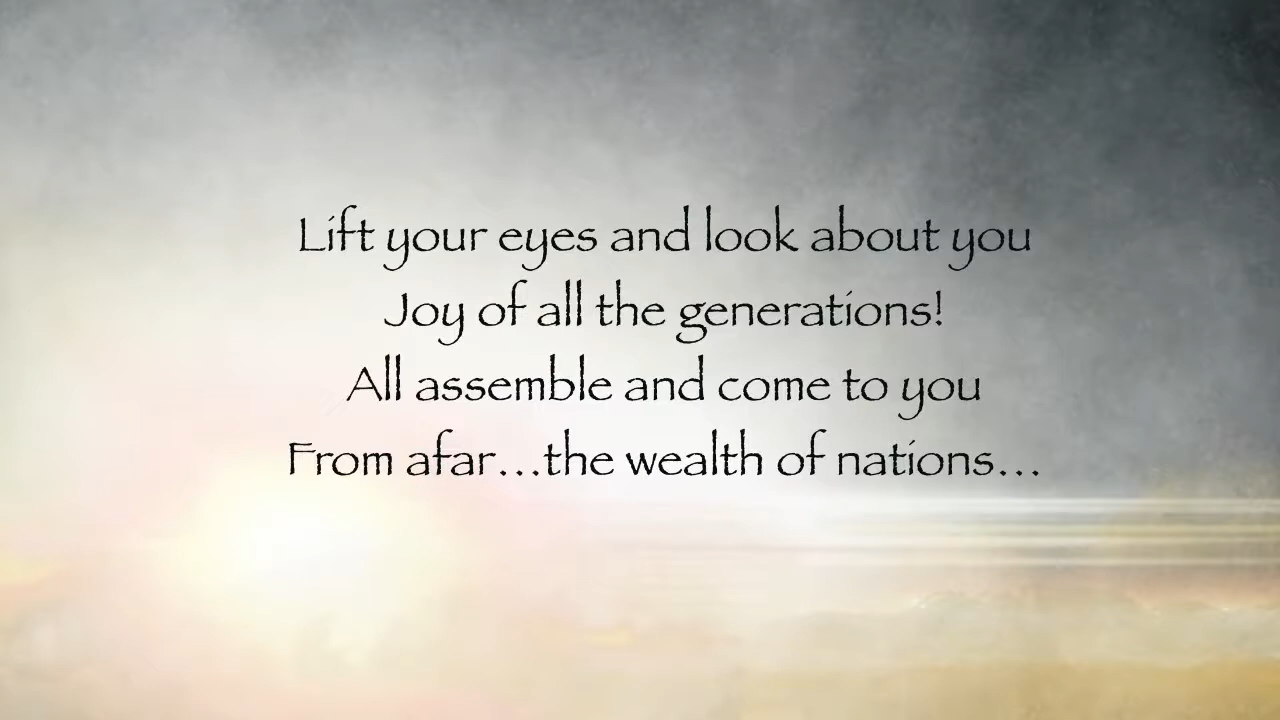 Lift your eyes and look about you
Joy of all the generations!
All assemble and come to you
From afar…the wealth of nations…